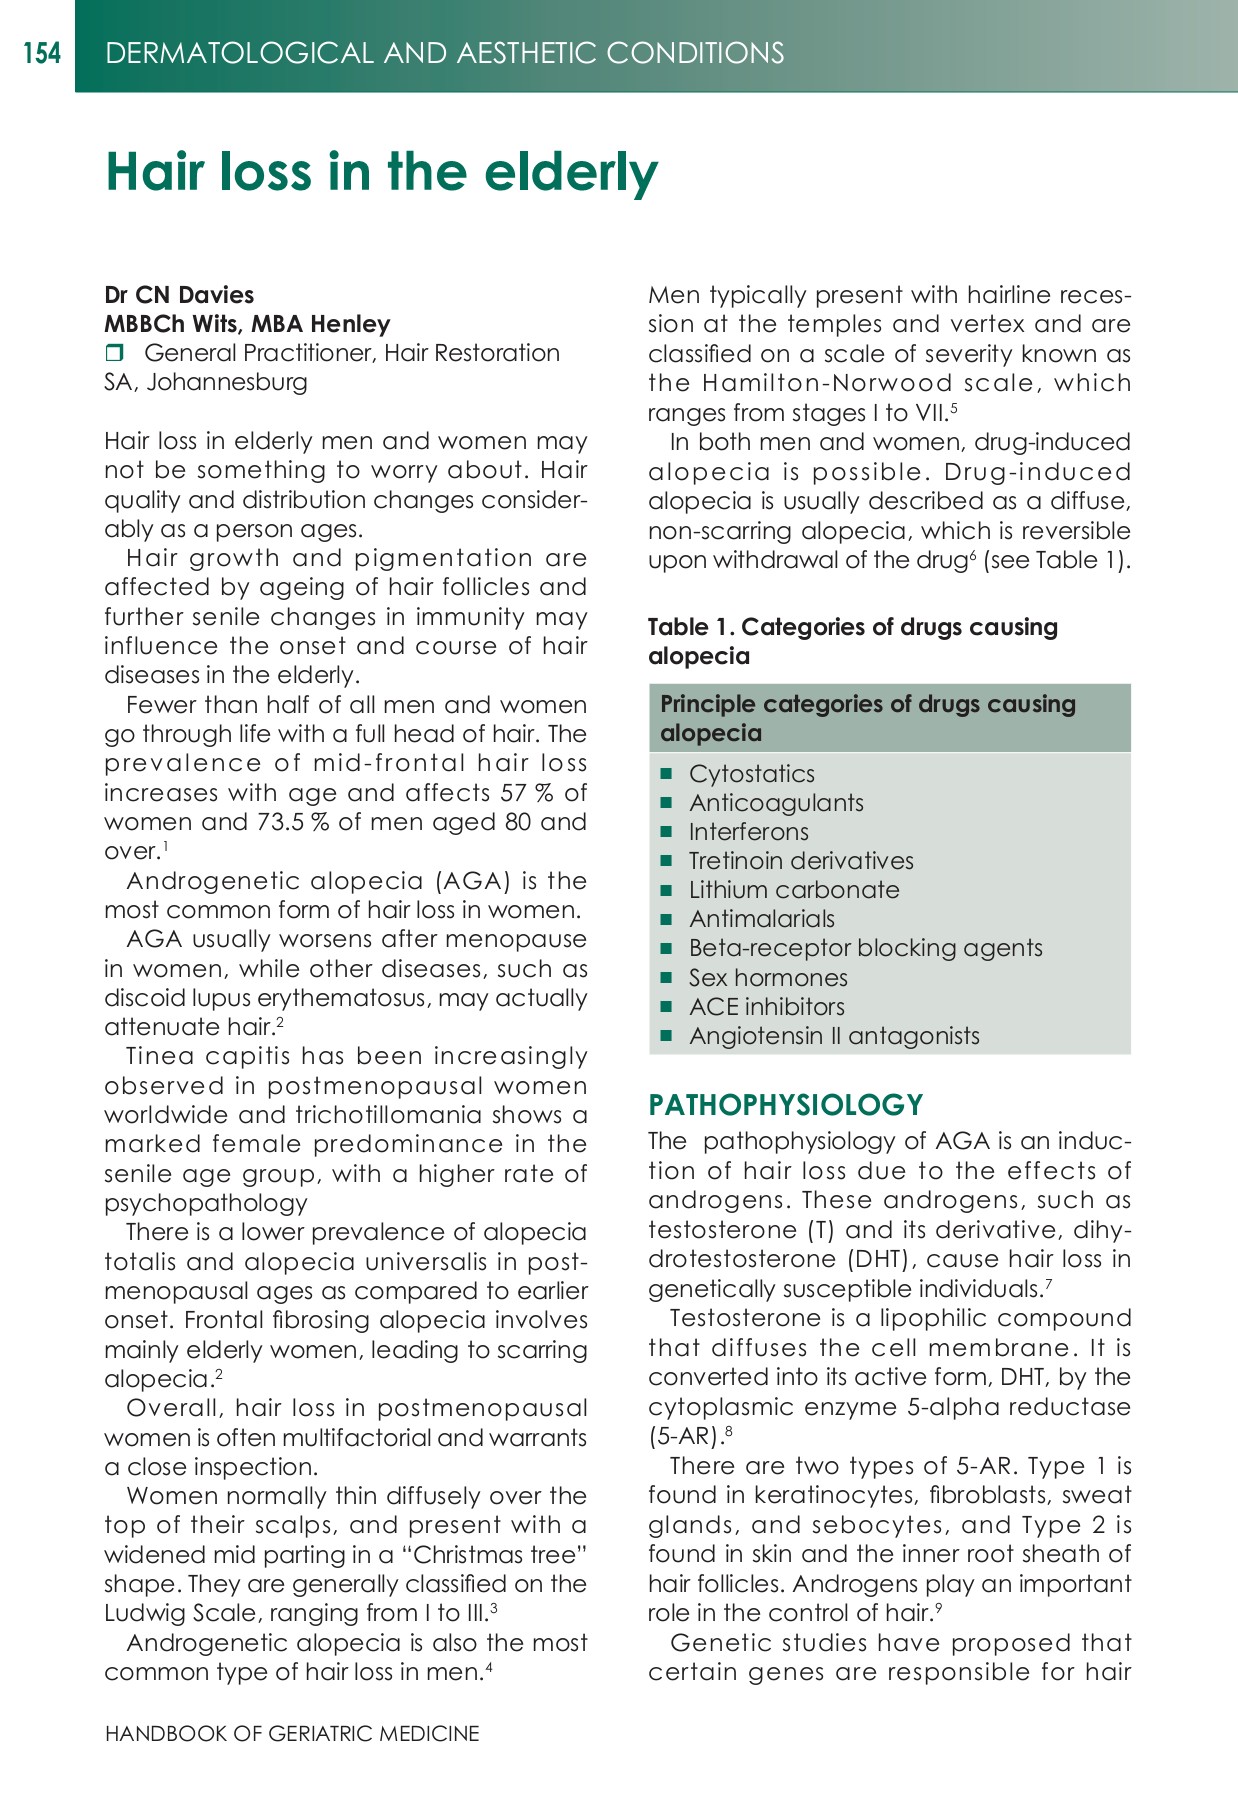 154
DERMATOLOGICAL AND AESTHETIC CONDITIONS
Hair loss in the elderly
Dr CN Davies
MBBCh Wits, MBA Henley
❒ General Practitioner, Hair Restoration
SA, Johannesburg
Hair loss in elderly men and women may
not be something to worry about. Hair
quality and distribution changes consider-
ably as a person ages.
Hair growth and pigmentation are
affected by ageing of hair follicles and
further senile changes in immunity may
influence the onset and course of hair
diseases in the elderly.
Fewer than half of all men and women
go through life with a full head of hair. The
prevalence of mid-frontal hair loss
increases with age and affects 57 % of
women and 73.5 % of men aged 80 and
over.¹
Androgenetic alopecia (AGA) is the
most common form of hair loss in women.
AGA usually worsens after menopause
in women, while other diseases, such as
discoid lupus erythematosus, may actually
attenuate hair.²
Tinea capitis has been increasingly
observed in postmenopausal women
worldwide and trichotillomania shows a
marked female predominance in the
senile age group, with a higher rate of
psychopathology
There is a lower prevalence of alopecia
totalis and alopecia universalis in post-
menopausal ages as compared to earlier
onset. Frontal fibrosing alopecia involves
mainly elderly women, leading to scarring
alopecia.²
Overall, hair loss in postmenopausal
women is often multifactorial and warrants
a close inspection.
Women normally thin diffusely over the
top of their scalps, and present with a
widened mid parting in a “Christmas tree”
shape. They are generally classified on the
Ludwig Scale, ranging from I to III.³
Androgenetic alopecia is also the most
common type of hair loss in men.⁴
Men typically present with hairline reces-
sion at the temples and vertex and are
classified on a scale of severity known as
the Hamilton-Norwood scale, which
ranges from stages I to VII.⁵
In both men and women, drug-induced
alopecia is possible. Drug-induced
alopecia is usually described as a diffuse,
non-scarring alopecia, which is reversible
upon withdrawal of the drug⁶ (see Table 1).
Table 1. Categories of drugs causing
alopecia
Principle categories of drugs causing
alopecia
■ Cytostatics
■ Anticoagulants
■ Interferons
■ Tretinoin derivatives
■ Lithium carbonate
■ Antimalarials
■ Beta-receptor blocking agents
■ Sex hormones
■ ACE inhibitors
■ Angiotensin II antagonists
PATHOPHYSIOLOGY
The pathophysiology of AGA is an induc-
tion of hair loss due to the effects of
androgens. These androgens, such as
testosterone (T) and its derivative, dihy-
drotestosterone (DHT), cause hair loss in
genetically susceptible individuals.⁷
Testosterone is a lipophilic compound
that diffuses the cell membrane. It is
converted into its active form, DHT, by the
cytoplasmic enzyme 5-alpha reductase
(5-AR).⁸
There are two types of 5-AR. Type 1 is
found in keratinocytes, fibroblasts, sweat
glands, and sebocytes, and Type 2 is
found in skin and the inner root sheath of
hair follicles. Androgens play an important
role in the control of hair.⁹
Genetic studies have proposed that
certain genes are responsible for hair
HANDBOOK OF GERIATRIC MEDICINE